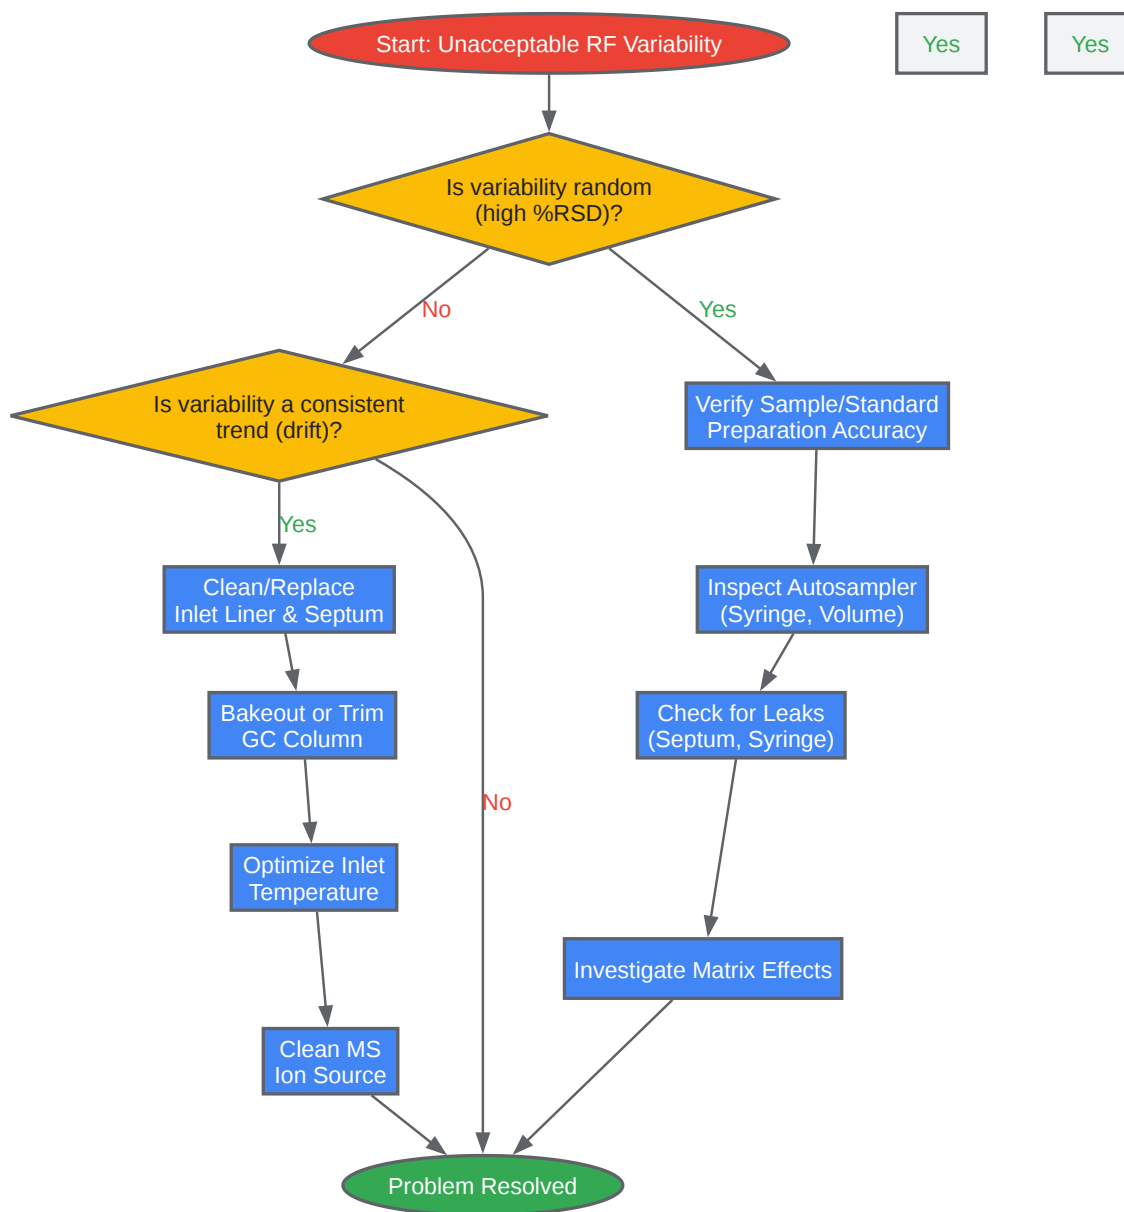 Start: Unacceptable RF Variability
Yes
Yes
Is variability random
(high %RSD)?
No
Yes
Is variability a consistent
trend (drift)?
Verify Sample/Standard
Preparation Accuracy
Yes
Clean/Replace
Inlet Liner & Septum
Inspect Autosampler
(Syringe, Volume)
Bakeout or Trim
GC Column
Check for Leaks
(Septum, Syringe)
No
Optimize Inlet
Temperature
Investigate Matrix Effects
Clean MS
Ion Source
Problem Resolved